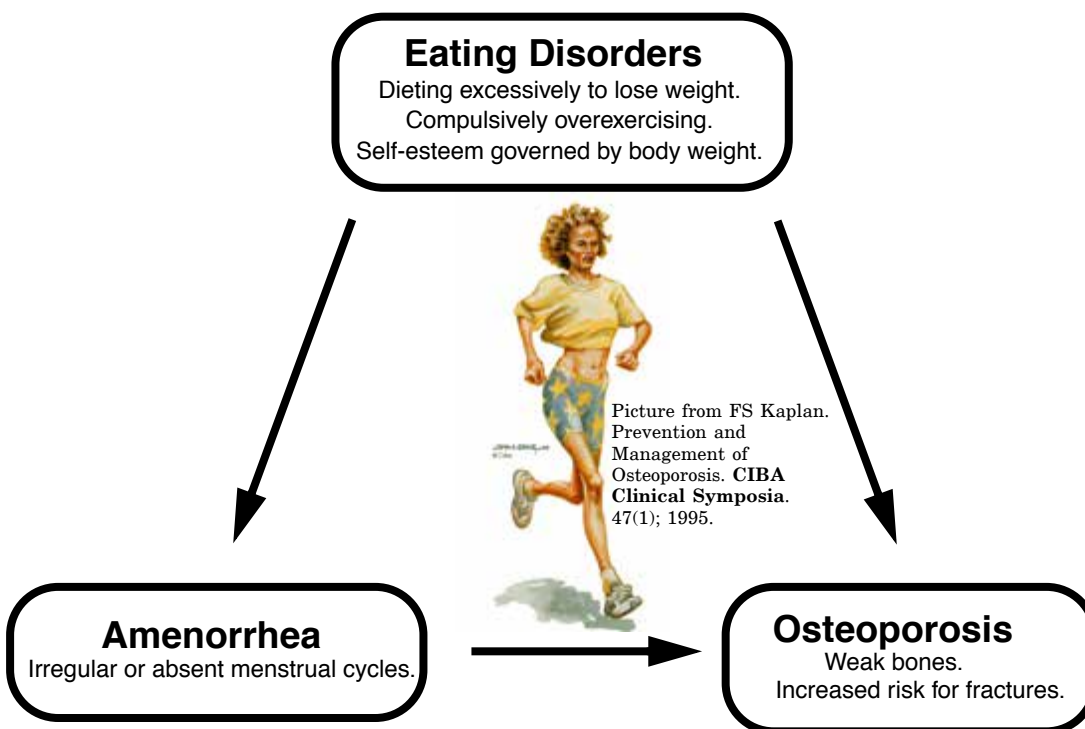 Eating Disorders
Dieting excessively to lose weight.
Compulsively overexercising.
Self-esteem governed by body weight.
Picture from FS Kaplan.
Prevention and
Management of
Osteoporosis. CIBA
Clinical Symposia.
47(1); 1995.
Amenorrhea
Irregular or absent menstrual cycles.
Osteoporosis
Weak bones.
Increased risk for fractures.